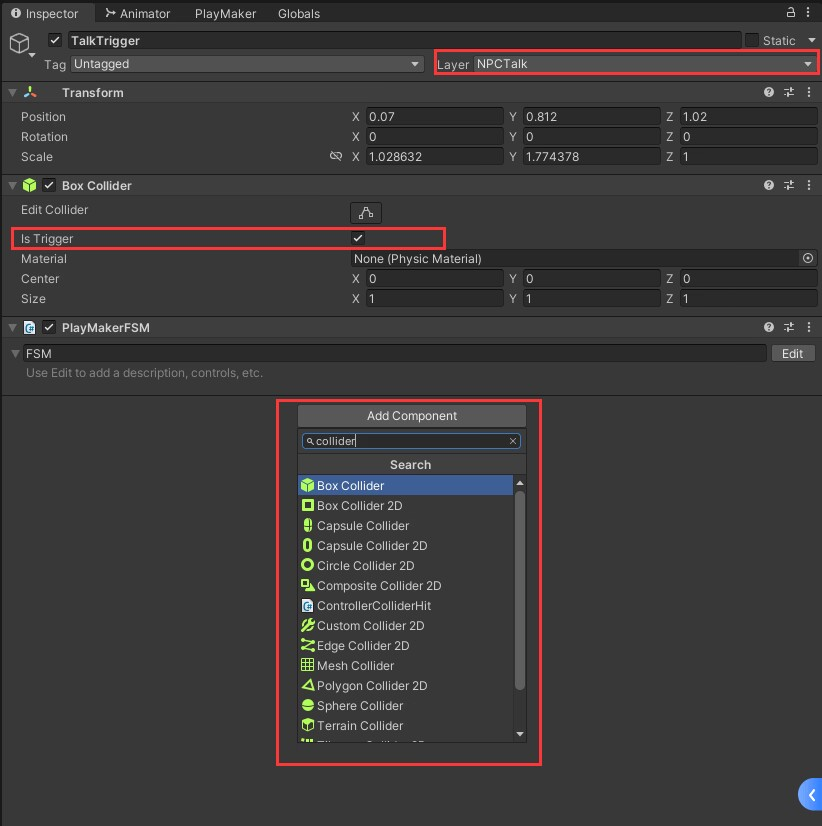 Inspector Animator PlayMaker Globals
TalkTrigger Static
Tag Untagged Layer NPCTalk
Transform
Position X 0.07 Y 0.812 Z 1.02
Rotation X 0 Y 0 Z 0
Scale X 1.028632 Y 1.774378 Z 1
Box Collider
Edit Collider
Is Trigger
Material None (Physic Material)
Center X 0 Y 0 Z 0
Size X 1 Y 1 Z 1
PlayMakerFSM
FSM Edit
Use Edit to add a description, controls, etc.
Add Component
collider
Search
Box Collider
Box Collider 2D
Capsule Collider
Capsule Collider 2D
Circle Collider 2D
Composite Collider 2D
ControllerColliderHit
Custom Collider 2D
Edge Collider 2D
Mesh Collider
Polygon Collider 2D
Sphere Collider
Terrain Collider